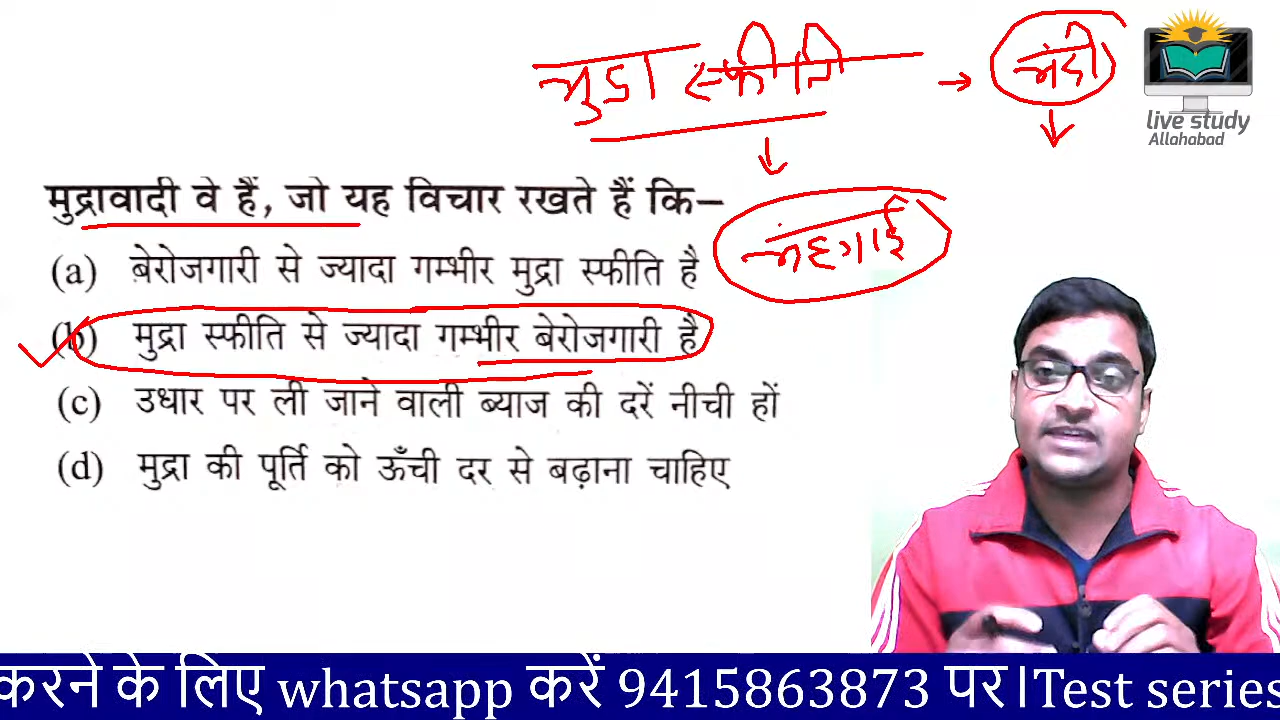 मुद्रा स्फीति → मंदी
live study
Allahabad
मुद्रावादी वे हैं, जो यह विचार रखते हैं कि–
महगाई
(a) बेरोजगारी से ज्यादा गम्भीर मुद्रा स्फीति है
(b) मुद्रा स्फीति से ज्यादा गम्भीर बेरोजगारी है
(c) उधार पर ली जाने वाली ब्याज की दरें नीची हों
(d) मुद्रा की पूर्ति को ऊँची दर से बढ़ाना चाहिए
करने के लिए whatsapp करें 9415863873 पर।Test series